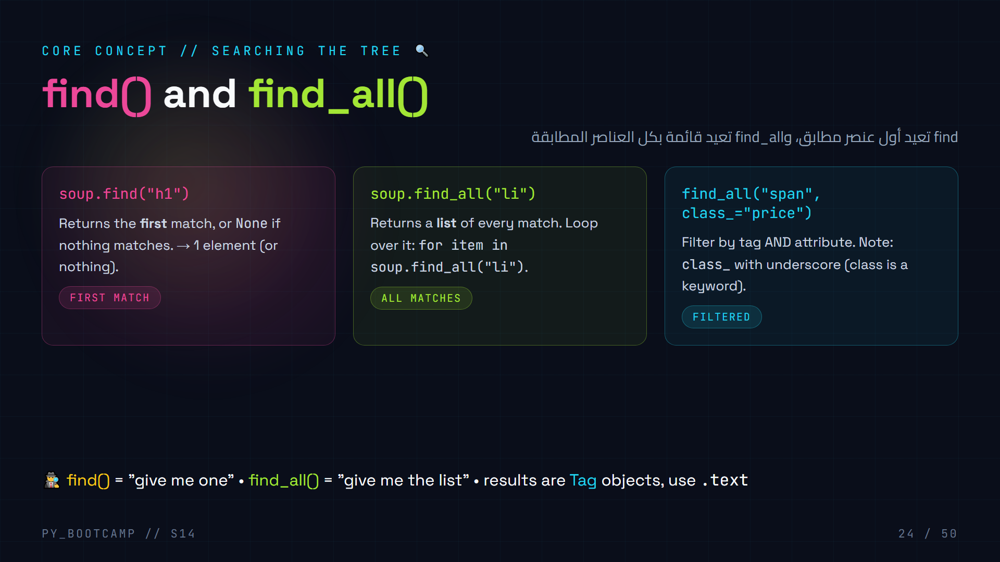 CORE CONCEPT // SEARCHING THE TREE 🔍
find() and find_all()
find تعيد أول عنصر مطابق، وfind_all تعيد قائمة بكل العناصر المطابقة
soup.find("h1")
Returns the first match, or None if
nothing matches. → 1 element (or
nothing).
FIRST MATCH
soup.find_all("li")
Returns a list of every match. Loop
over it: for item in
soup.find_all("li").
ALL MATCHES
find_all("span",
class_="price")
Filter by tag AND attribute. Note:
class_ with underscore (class is a
keyword).
FILTERED
🕵️ find() = ”give me one” • find_all() = ”give me the list” • results are Tag objects, use .text
PY_BOOTCAMP // S14
24 / 50